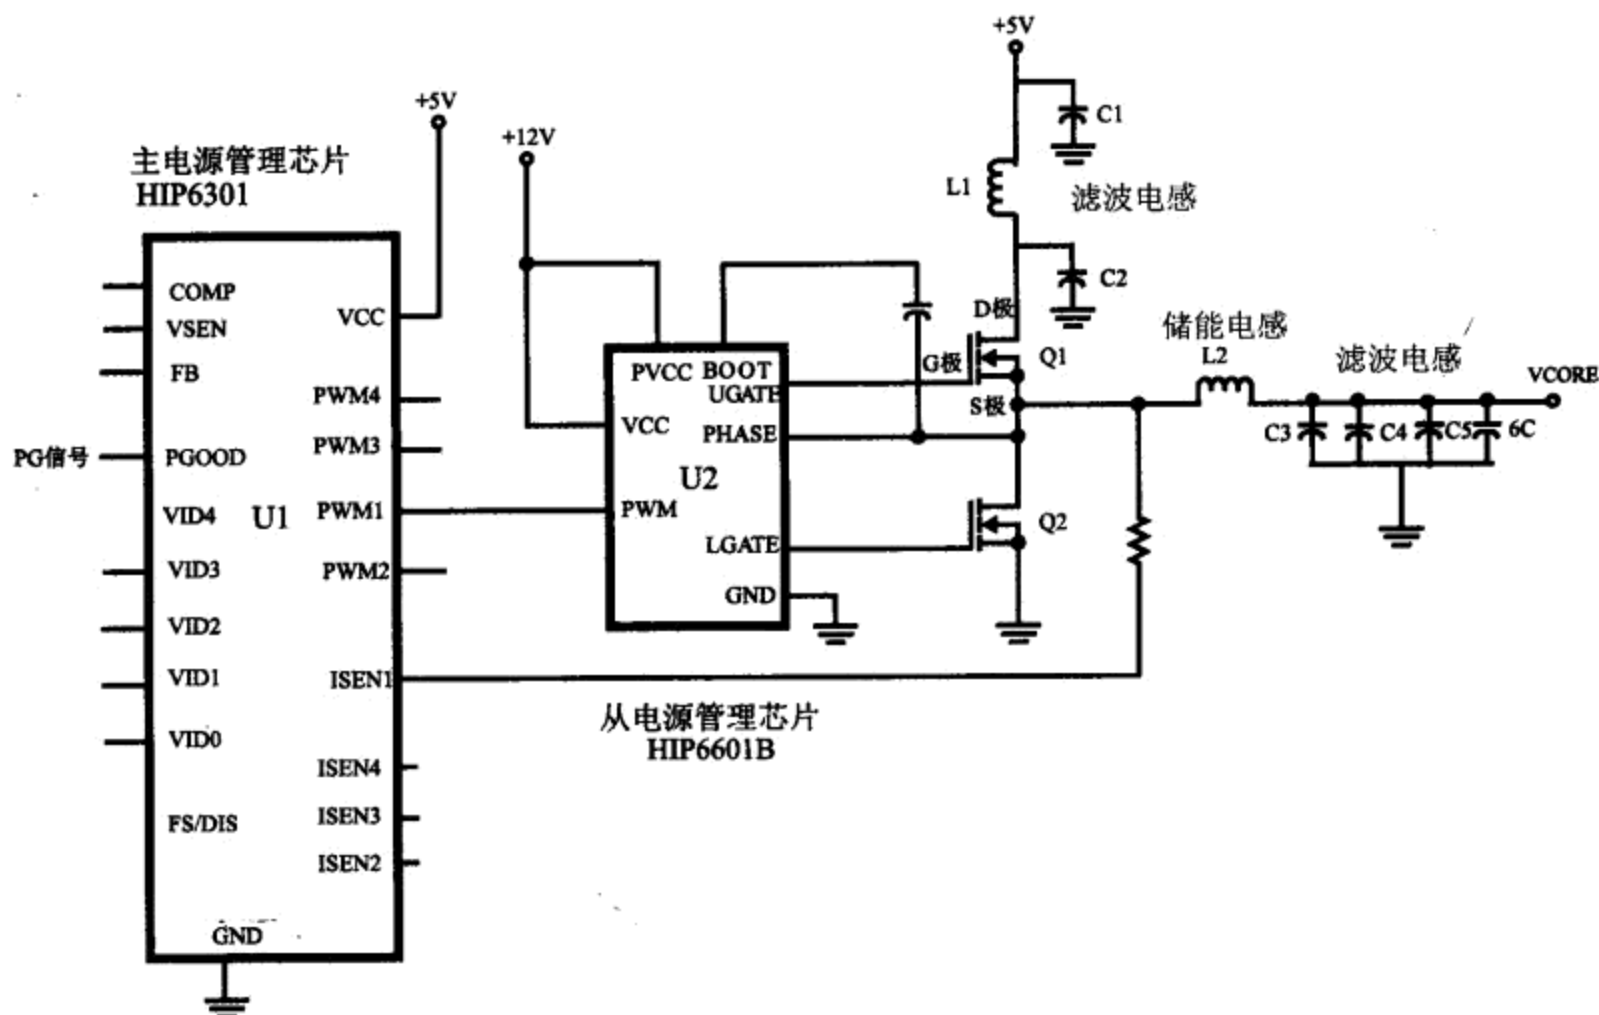 +5V
C1
+5V
+12V
主电源管理芯片
HIP6301
L1
滤波电感
C2
D极
储能电感
L2
滤波电感
Q1
G极
S极
VCORE
C3
C4
C5
6C
COMP
VSEN
FB
PG信号
PGOOD
VID4
VID3
VID2
VID1
VID0
FS/DIS
GND
U1
VCC
PWM4
PWM3
PWM1
PWM2
ISEN1
ISEN4
ISEN3
ISEN2
PVCC
BOOT
UGATE
VCC
PHASE
U2
PWM
LGATE
GND
Q2
从电源管理芯片
HIP6601B